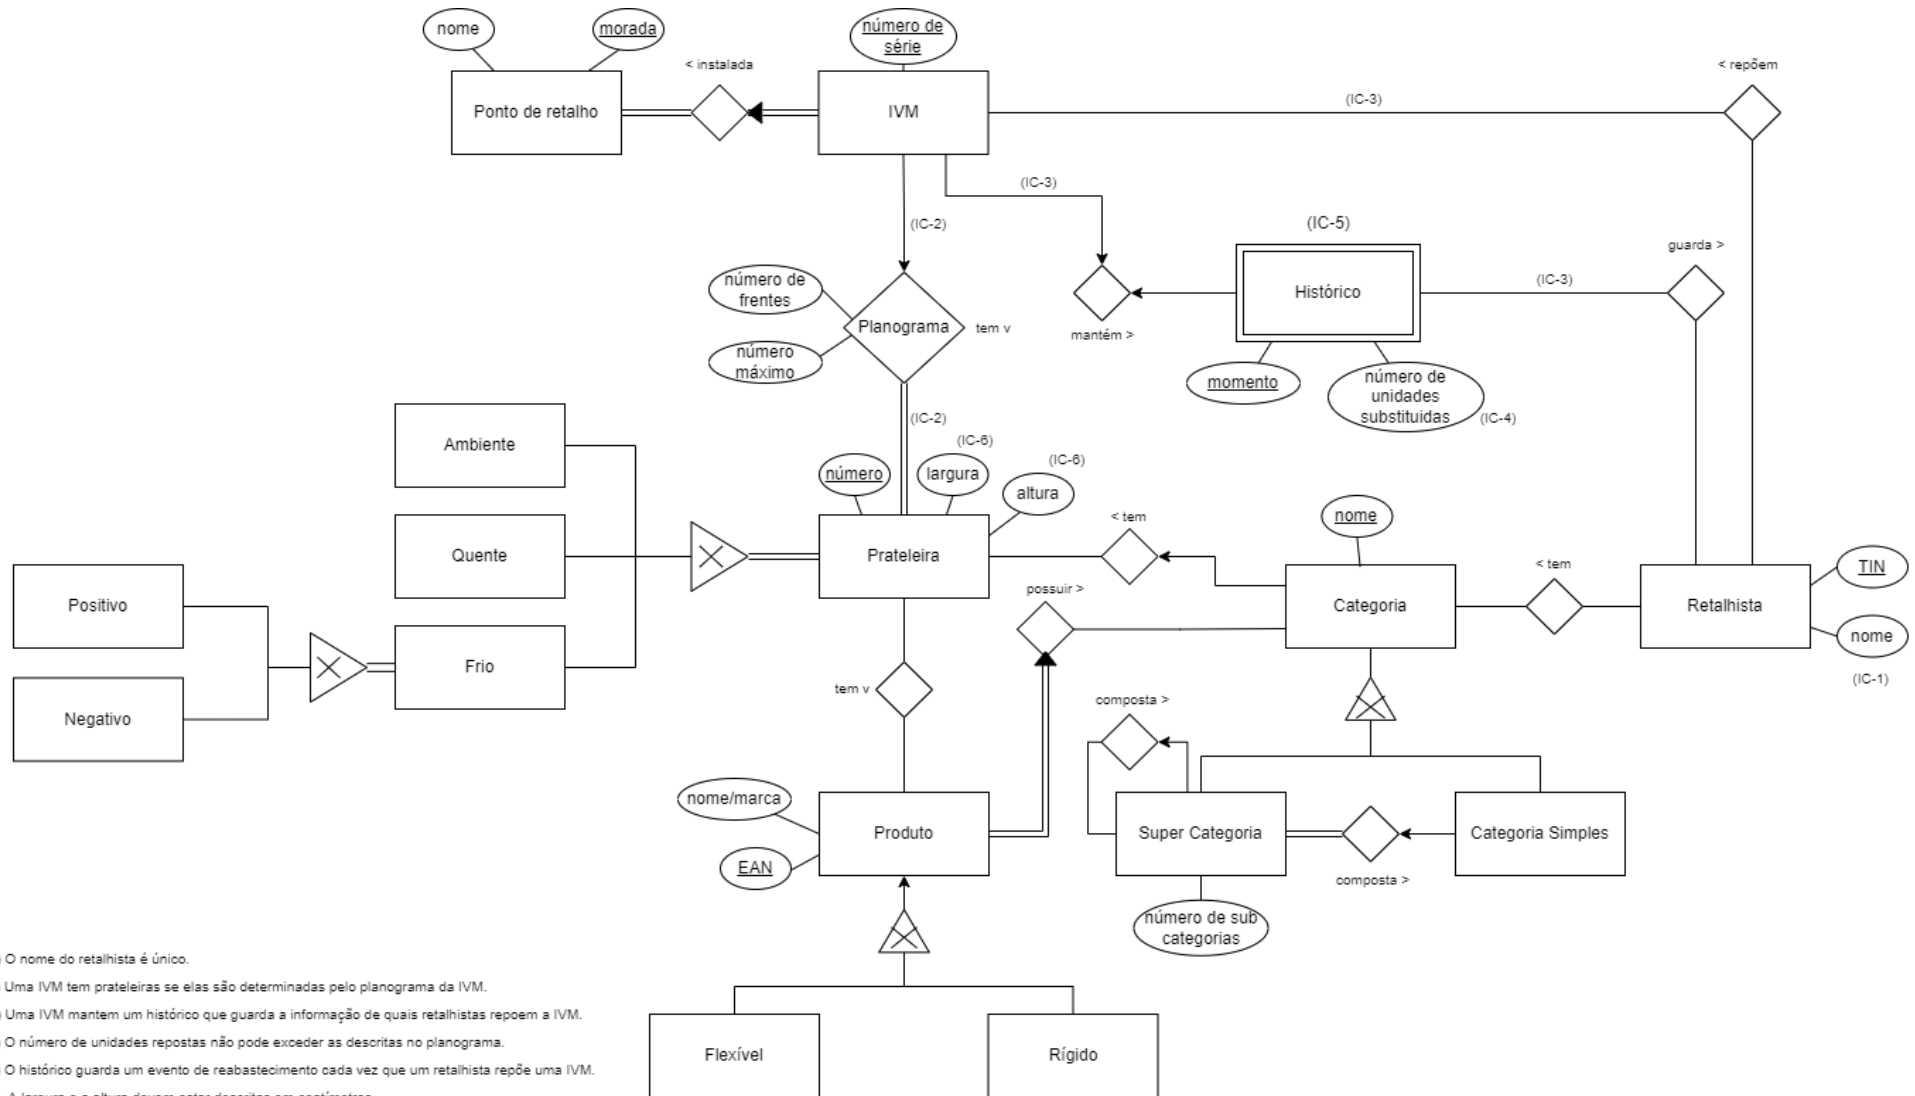 nome
morada
número de
série
< instalada
< repõem
Ponto de retalho
IVM
(IC-3)
(IC-3)
(IC-2)
(IC-5)
guarda >
número de
frentes
Histórico
(IC-3)
Planograma
tem v
mantém >
número
máximo
momento
número de
unidades
substituidas
(IC-4)
(IC-2)
Ambiente
(IC-6)
(IC-6)
número
largura
altura
< tem
nome
Quente
Prateleira
< tem
TIN
possuir >
Positivo
Categoria
Retalhista
nome
Frio
(IC-1)
tem v
composta >
Negativo
nome/marca
Produto
Super Categoria
Categoria Simples
EAN
composta >
número de sub
categorias
O nome do retalhista é único.
Uma IVM tem prateleiras se elas são determinadas pelo planograma da IVM.
Uma IVM mantem um histórico que guarda a informação de quais retalhistas repoem a IVM.
O número de unidades repostas não pode exceder as descritas no planograma.
Flexível
Rígido
O histórico guarda um evento de reabastecimento cada vez que um retalhista repõe uma IVM.